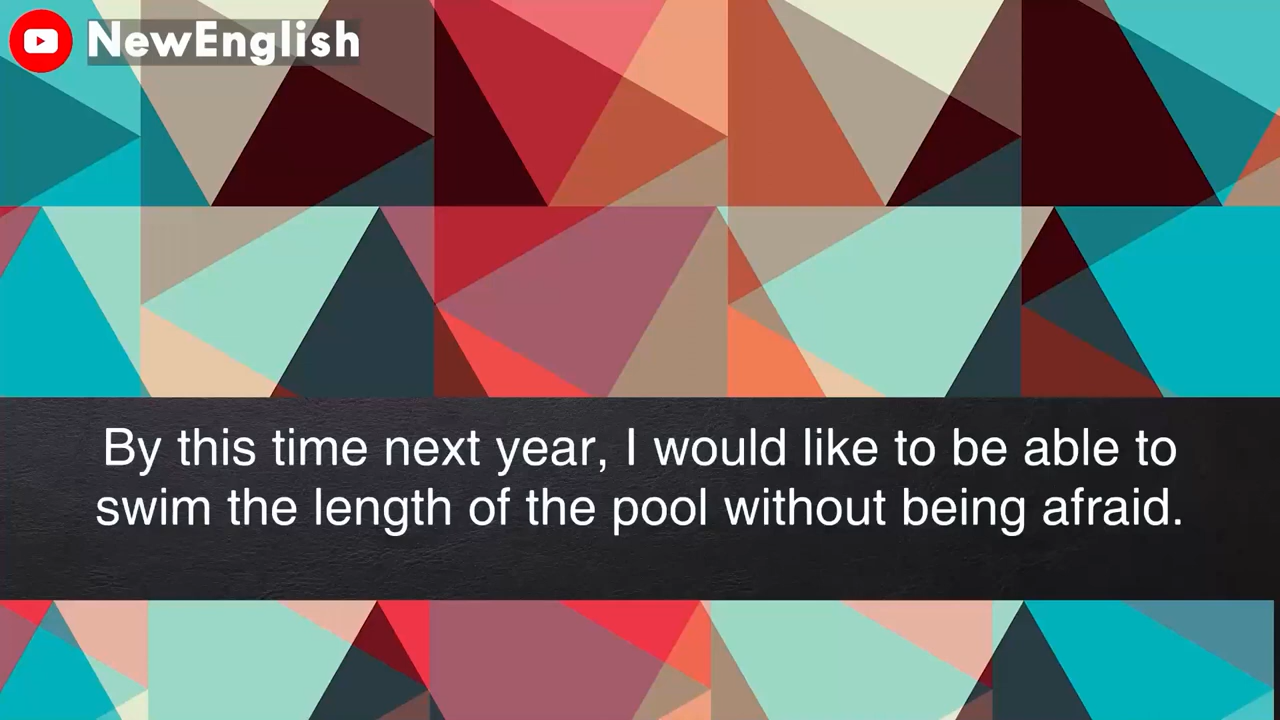 NewEnglish
By this time next year, I would like to be able to
swim the length of the pool without being afraid.